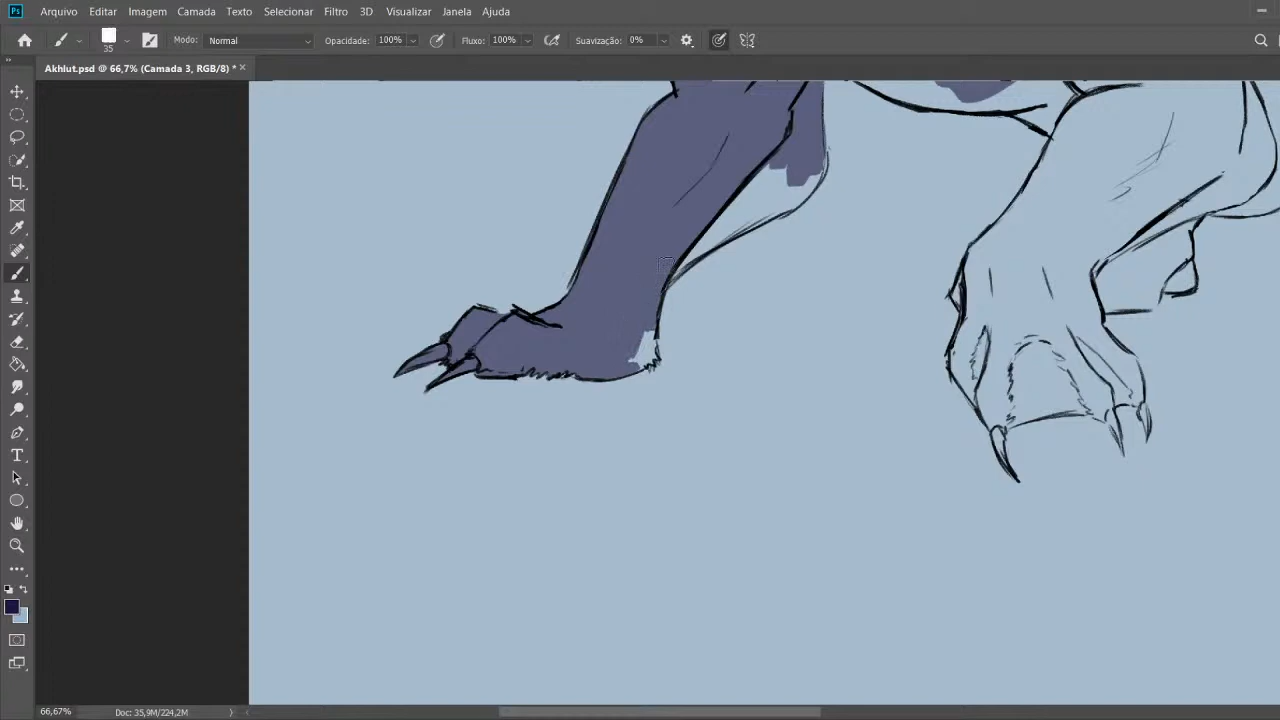 Ps Arquivo Editar Imagem Camada Texto Selecionar Filtro 3D Visualizar Janela Ajuda
35 Modo: Normal Opacidade: 100% Fluxo: 100% Suavização: 0%
Akhlut.psd @ 66,7% (Camada 3, RGB/8) *
66,67% Doc: 35,9M/224,2M